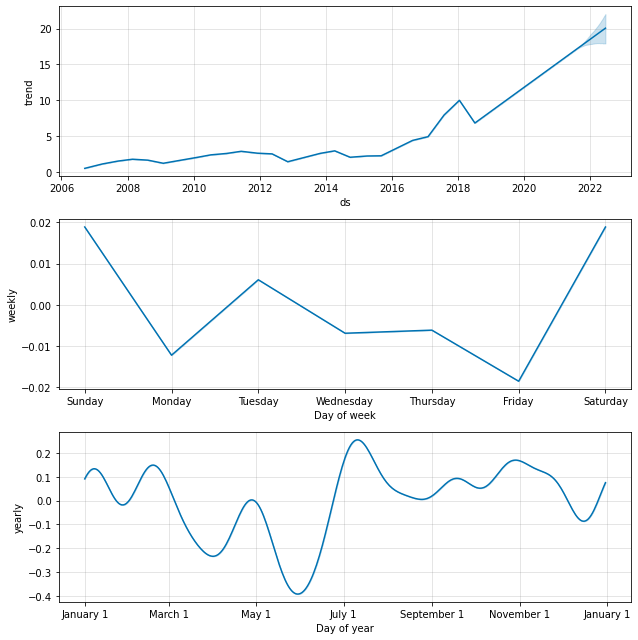 20
15
10
5
0
trend
2006 2008 2010 2012 2014 2016 2018 2020 2022
ds
0.02
0.01
0.00
−0.01
−0.02
weekly
Sunday Monday Tuesday Wednesday Thursday Friday Saturday
Day of week
0.2
0.1
0.0
−0.1
−0.2
−0.3
−0.4
yearly
January 1 March 1 May 1 July 1 September 1 November 1 January 1
Day of year